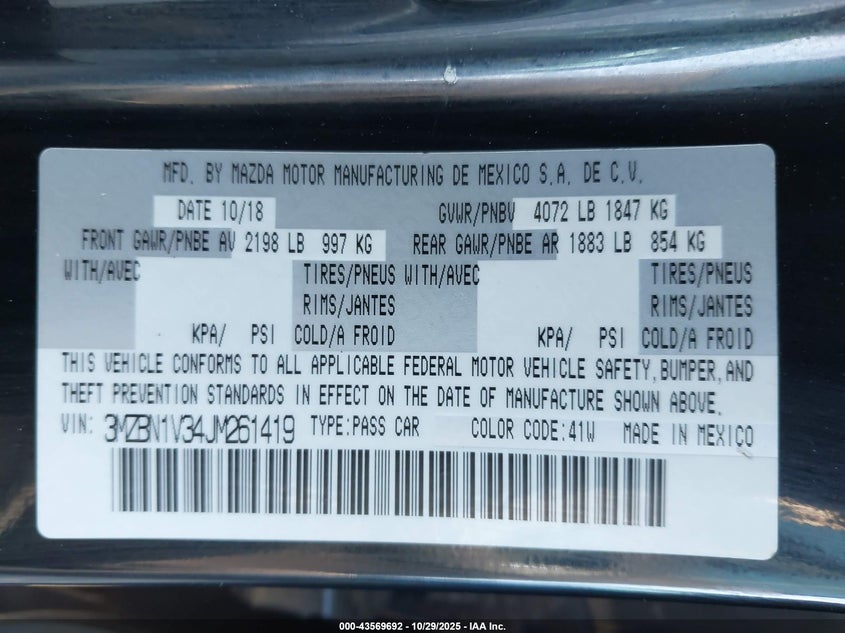 MFD. BY MAZDA MOTOR MANUFACTURING DE MEXICO S.A. DE C.V.
DATE 10/18 GVWR/PNBV 4072 LB 1847 KG
FRONT GAWR/PNBE AV 2198 LB 997 KG REAR GAWR/PNBE AR 1883 LB 854 KG
WITH/AVEC TIRES/PNEUS WITH/AVEC TIRES/PNEUS
RIMS/JANTES RIMS/JANTES
KPA/ PSI COLD/A FROID KPA/ PSI COLD/A FROID
THIS VEHICLE CONFORMS TO ALL APPLICABLE FEDERAL MOTOR VEHICLE SAFETY, BUMPER, AND
THEFT PREVENTION STANDARDS IN EFFECT ON THE DATE OF MANUFACTURE SHOWN ABOVE.
VIN: 3MZBN1V34JM261419 TYPE:PASS CAR COLOR CODE:41W MADE IN MEXICO
000-43569692 - 10/29/2025 - IAA Inc.